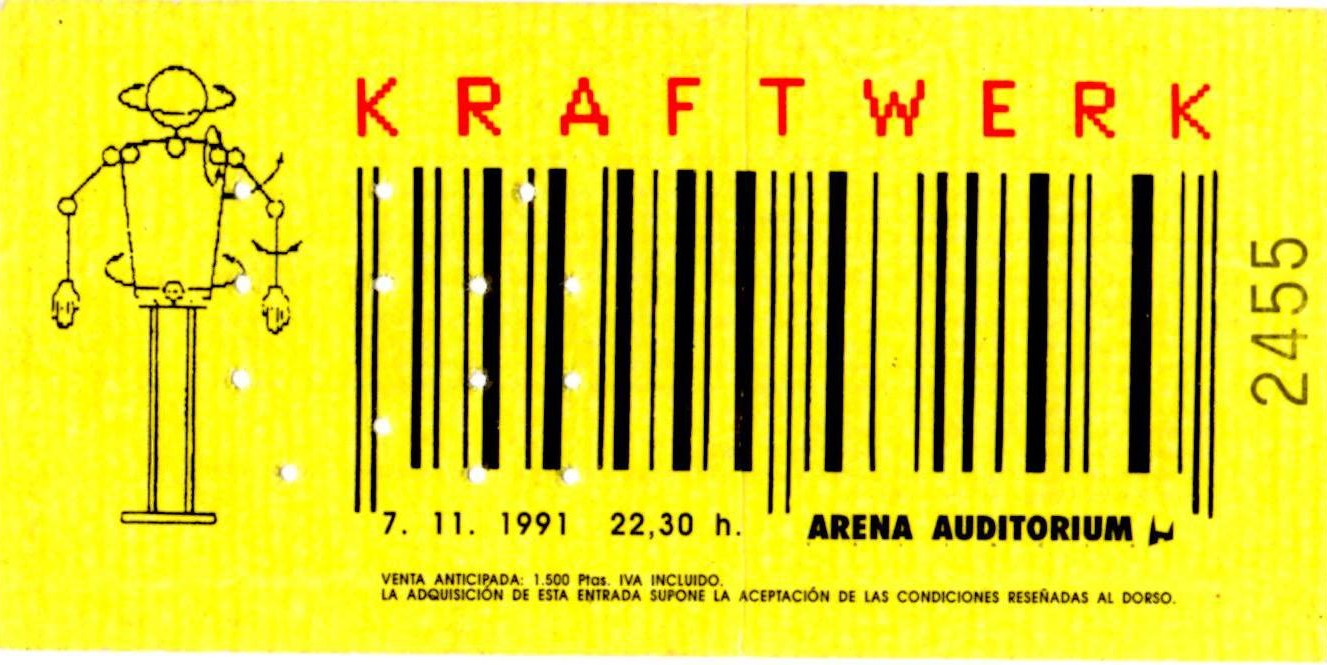 KRAFTWERK
2455
7. 11. 1991 22,30 h. ARENA AUDITORIUM
VENTA ANTICIPADA: 1.500 Ptas. IVA INCLUIDO.
LA ADQUISICIÓN DE ESTA ENTRADA SUPONE LA ACEPTACIÓN DE LAS CONDICIONES RESEÑADAS AL DORSO.